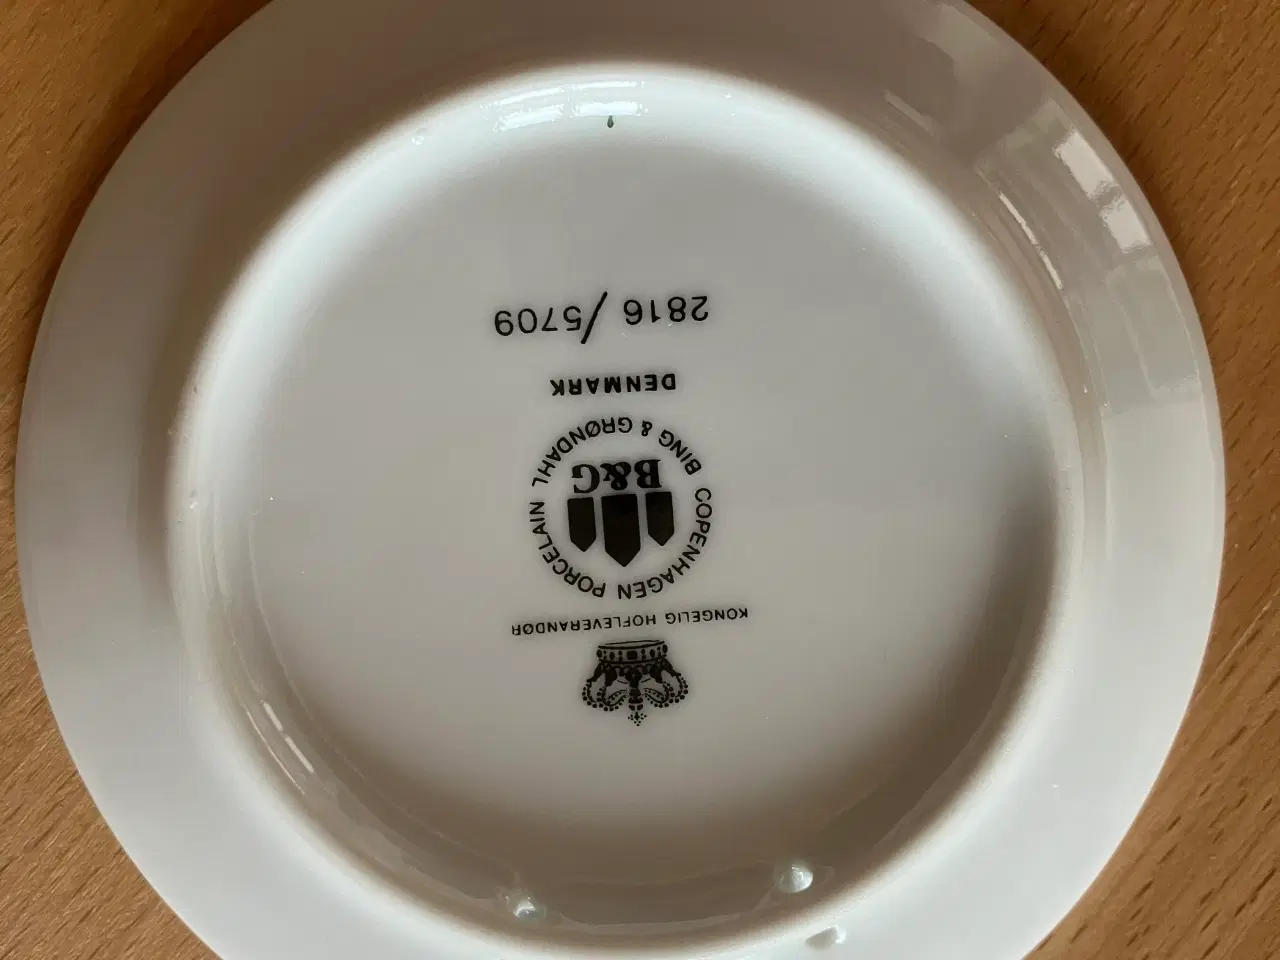 KONGELIG HOFLEVERANDØR
COPENHAGEN PORCELAIN
B&G
BING & GRØNDAHL
DENMARK
2816/5709